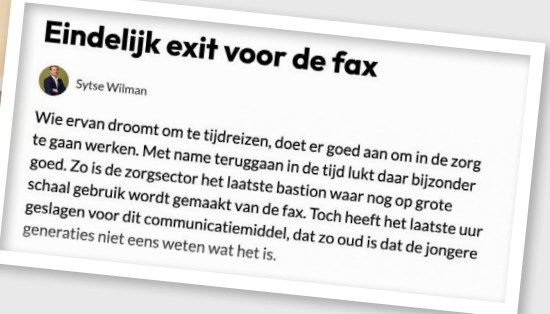 Eindelijk exit voor de fax
Sytse Wilman
Wie ervan droomt om te tijdreizen, doet er goed aan om in de zorg
te gaan werken. Met name teruggaan in de tijd lukt daar bijzonder
goed. Zo is de zorgsector het laatste bastion waar nog op grote
schaal gebruik wordt gemaakt van de fax. Toch heeft het laatste uur
geslagen voor dit communicatiemiddel, dat zo oud is dat de jongere
generaties niet eens weten wat het is.